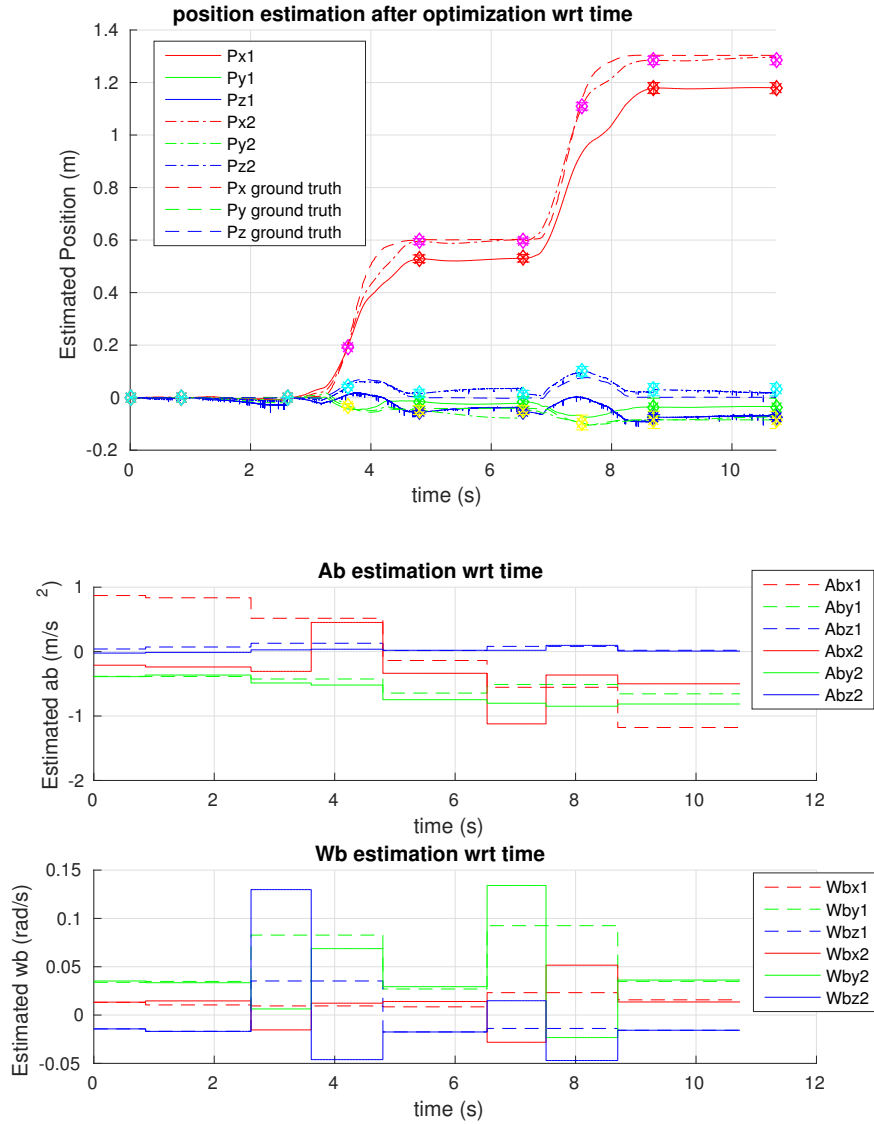 position estimation after optimization wrt time
1.4
1.2
1
0.8
0.6
0.4
0.2
0
-0.2
Estimated Position (m)
Px1
Py1
Pz1
Px2
Py2
Pz2
Px ground truth
Py ground truth
Pz ground truth
0 2 4 6 8 10
time (s)
Ab estimation wrt time
1
0
-1
-2
Estimated ab (m/s 2)
Abx1
Aby1
Abz1
Abx2
Aby2
Abz2
0 2 4 6 8 10 12
time (s)
Wb estimation wrt time
0.15
0.1
0.05
0
-0.05
Estimated wb (rad/s)
Wbx1
Wby1
Wbz1
Wbx2
Wby2
Wbz2
0 2 4 6 8 10 12
time (s)